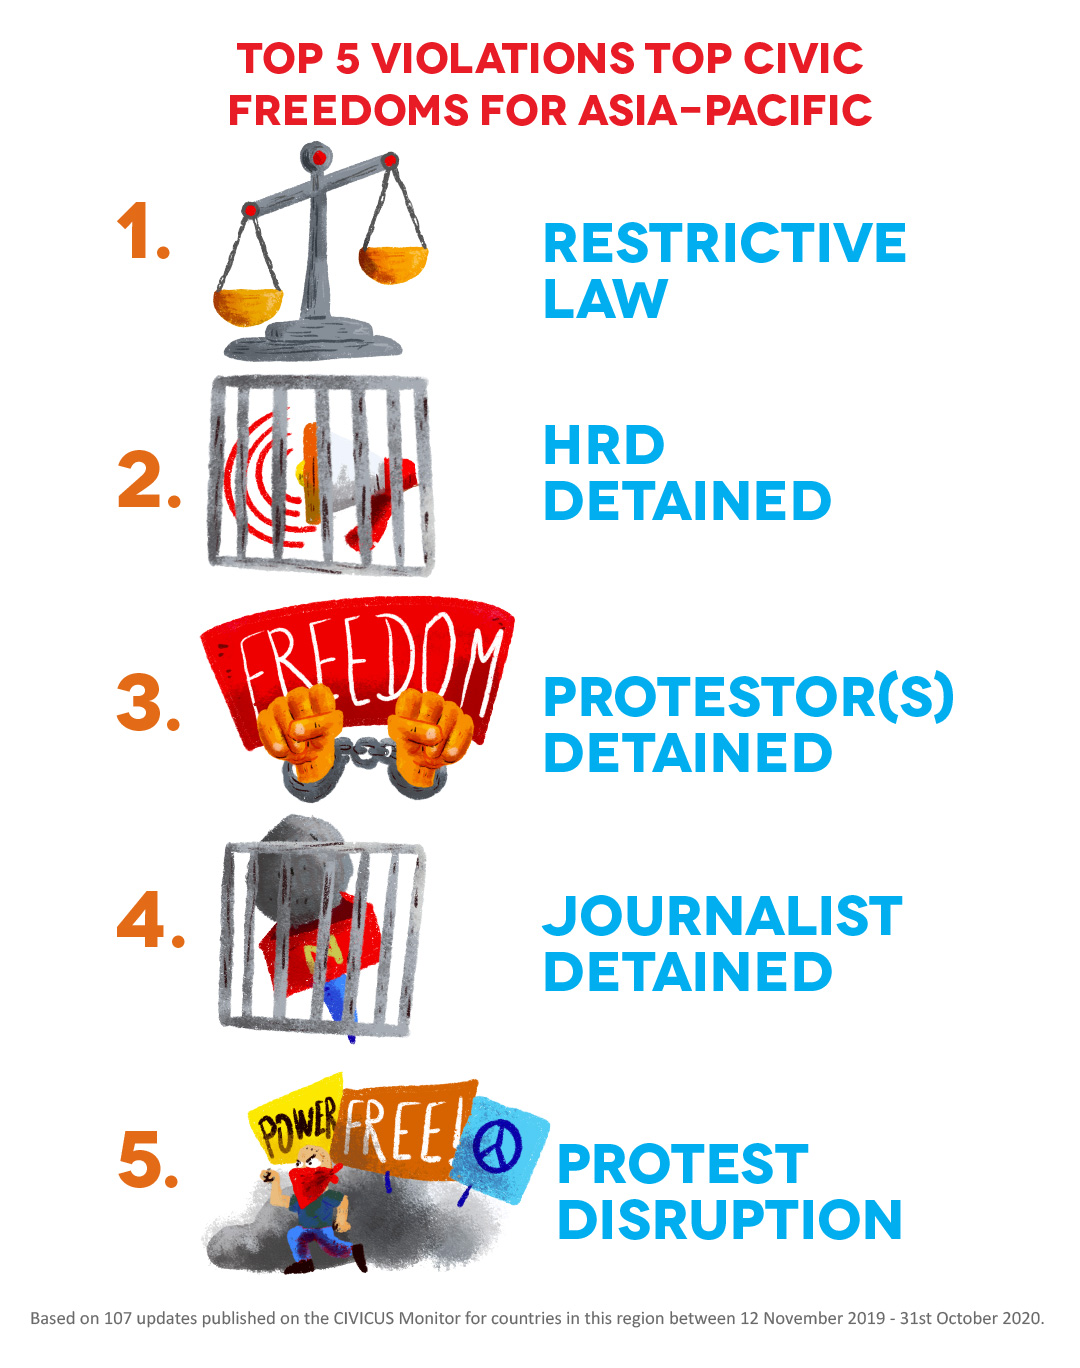 TOP 5 VIOLATIONS TOP CIVIC
FREEDOMS FOR ASIA-PACIFIC
1.
RESTRICTIVE
LAW
2.
HRD
DETAINED
FREEDOM
3.
PROTESTOR(S)
DETAINED
4.
N
JOURNALIST
DETAINED
POWER
FREE!
5.
PROTEST
DISRUPTION
Based on 107 updates published on the CIVICUS Monitor for countries in this region between 12 November 2019 - 31st October 2020.